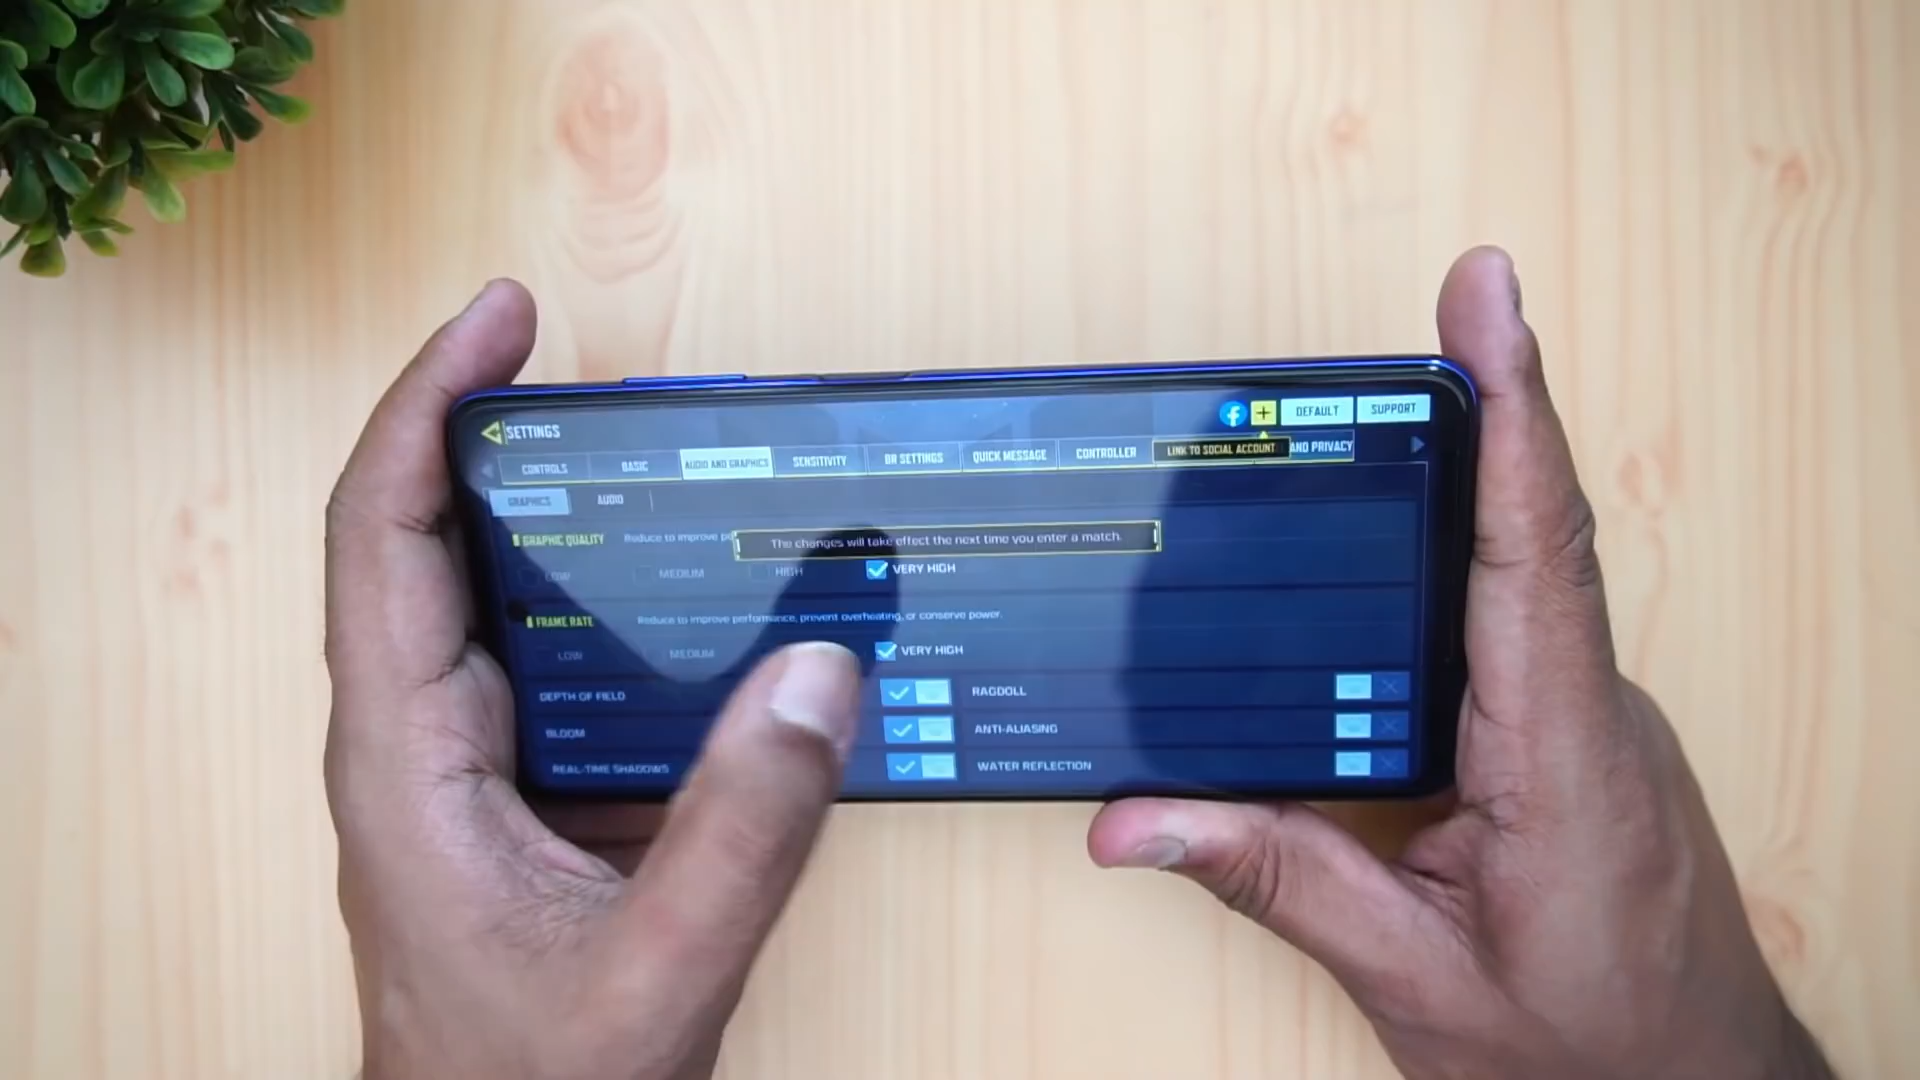 SETTINGS
DEFAULT
SUPPORT
CONTROLS
BASIC
AUDIO AND GRAPHICS
SENSITIVITY
BR SETTINGS
QUICK MESSAGE
CONTROLLER
LINK TO SOCIAL ACCOUNT
AND PRIVACY
GRAPHICS
AUDIO
GRAPHIC QUALITY
Reduce to improve
The changes will take effect the next time you enter a match.
LOW
MEDIUM
HIGH
VERY HIGH
FRAME RATE
Reduce to improve performance, prevent overheating, or conserve power.
LOW
MEDIUM
VERY HIGH
DEPTH OF FIELD
RAGDOLL
BLOOM
ANTI-ALIASING
REAL-TIME SHADOWS
WATER REFLECTION